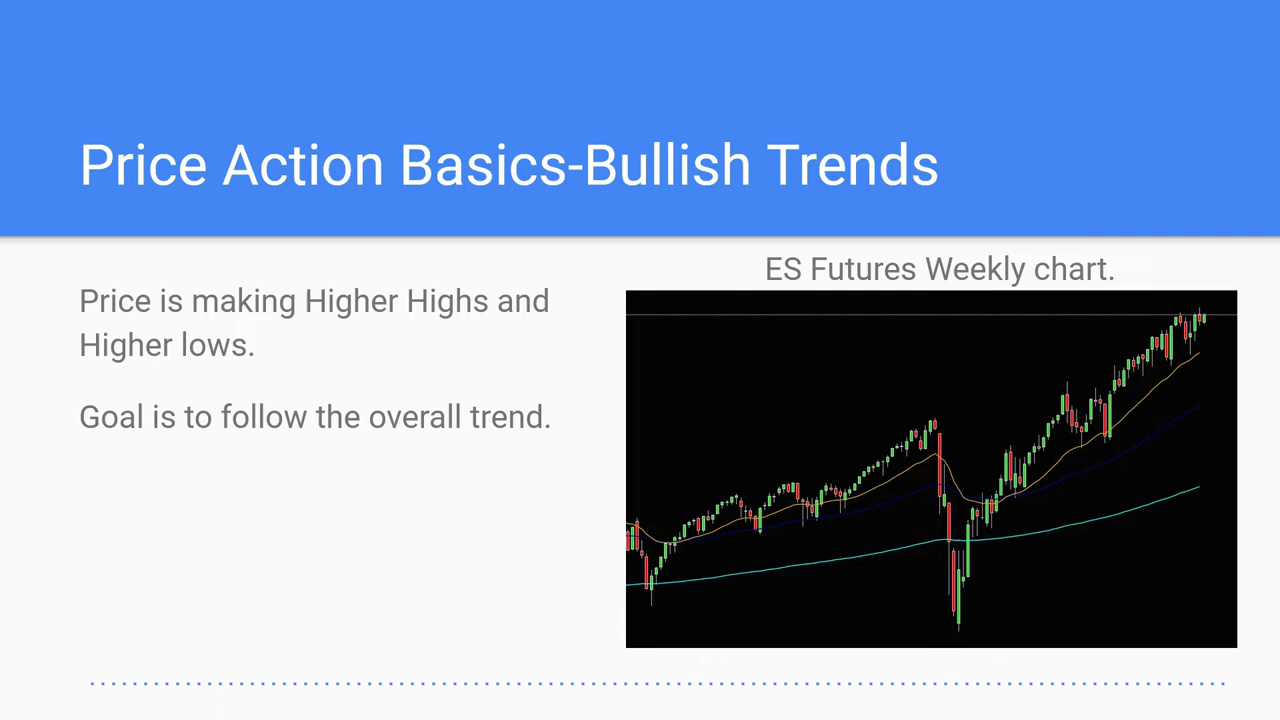 Price Action Basics-Bullish Trends
ES Futures Weekly chart.
Price is making Higher Highs and
Higher lows.
Goal is to follow the overall trend.